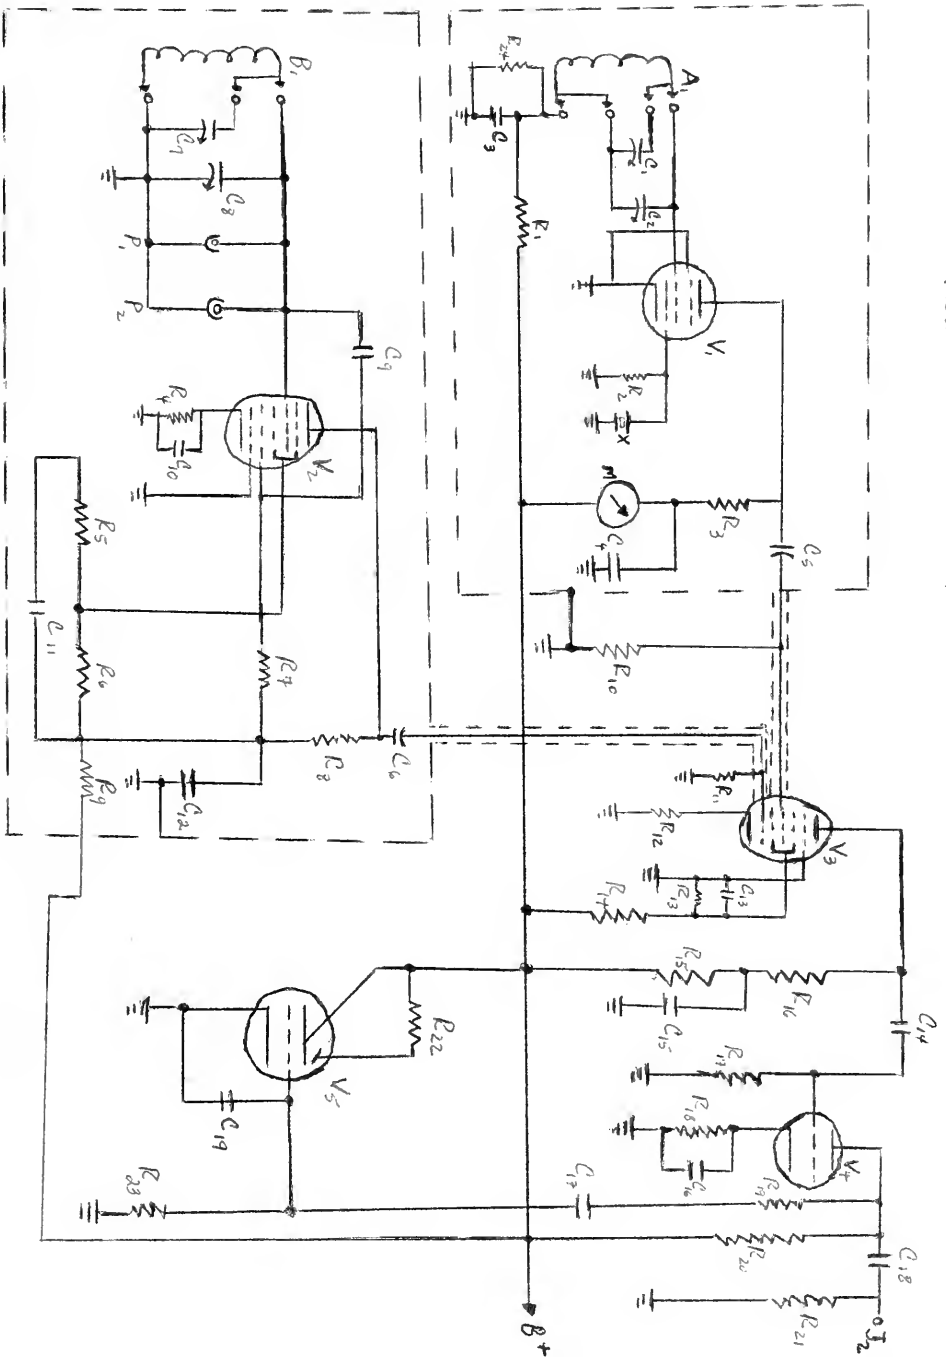 A₁
R₂₄
C₃
C₁
C₂
R₁
V₁
R₂
X
M
R₃
C₄
C₅
R₁₀
B₁
C₇
C₈
P₁
P₂
C₉
R₄
C₁₀
V₂
R₅
C₁₁
R₆
R₇
R₈
C₆
R₉
C₁₂
R₁₁
R₁₂
V₃
R₁₃
C₁₃
R₁₄
R₁₅
R₁₆
C₁₅
C₁₄
R₁₇
R₁₈
V₄
R₂₂
V₅
C₁₉
R₂₃
C₁₇
R₁₉
R₂₀
C₁₈
R₂₁
B+
J₂